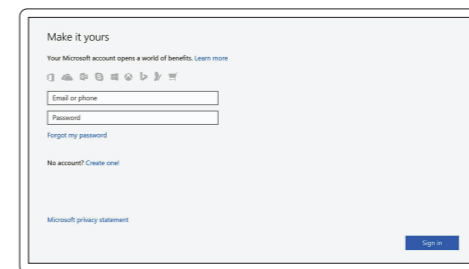 Make it yours
Your Microsoft account opens a world of benefits. Learn more
Email or phone
Password
Forgot my password
No account? Create one!
Microsoft privacy statement
Sign in